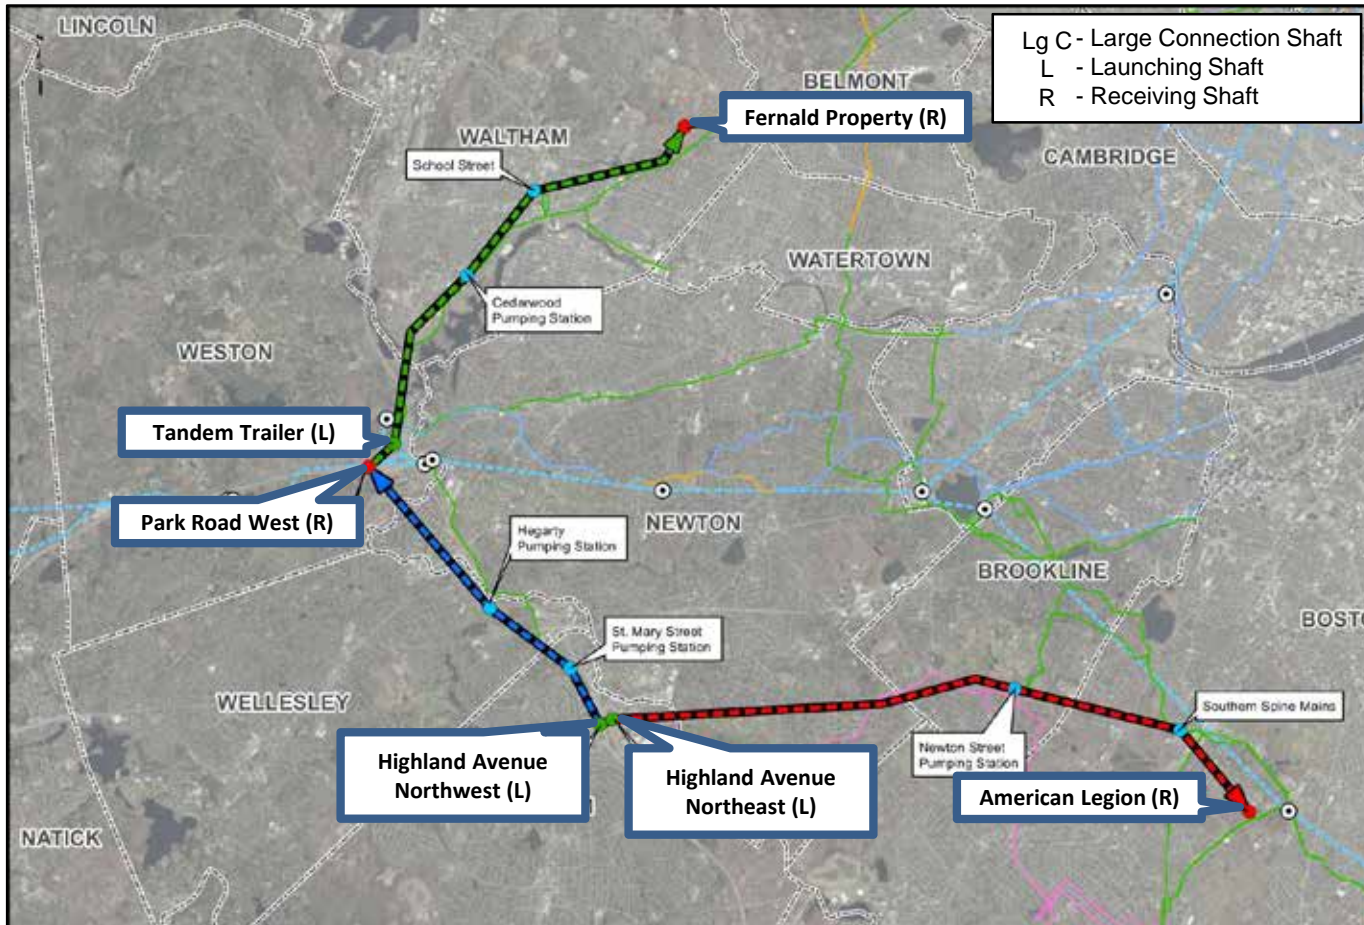 LINCOLN
Lg C - Large Connection Shaft
L - Launching Shaft
R - Receiving Shaft
BELMONT
Fernald Property (R)
WALTHAM
CAMBRIDGE
School Street
WATERTOWN
Cedarwood
Pumping Station
WESTON
Tandem Trailer (L)
Park Road West (R)
NEWTON
Hegarty
Pumping Station
BROOKLINE
BOSTO
St. Mary Street
Pumping Station
WELLESLEY
Southern Spine Mains
Newton Street
Pumping Station
Highland Avenue
Northwest (L)
Highland Avenue
Northeast (L)
American Legion (R)
NATICK